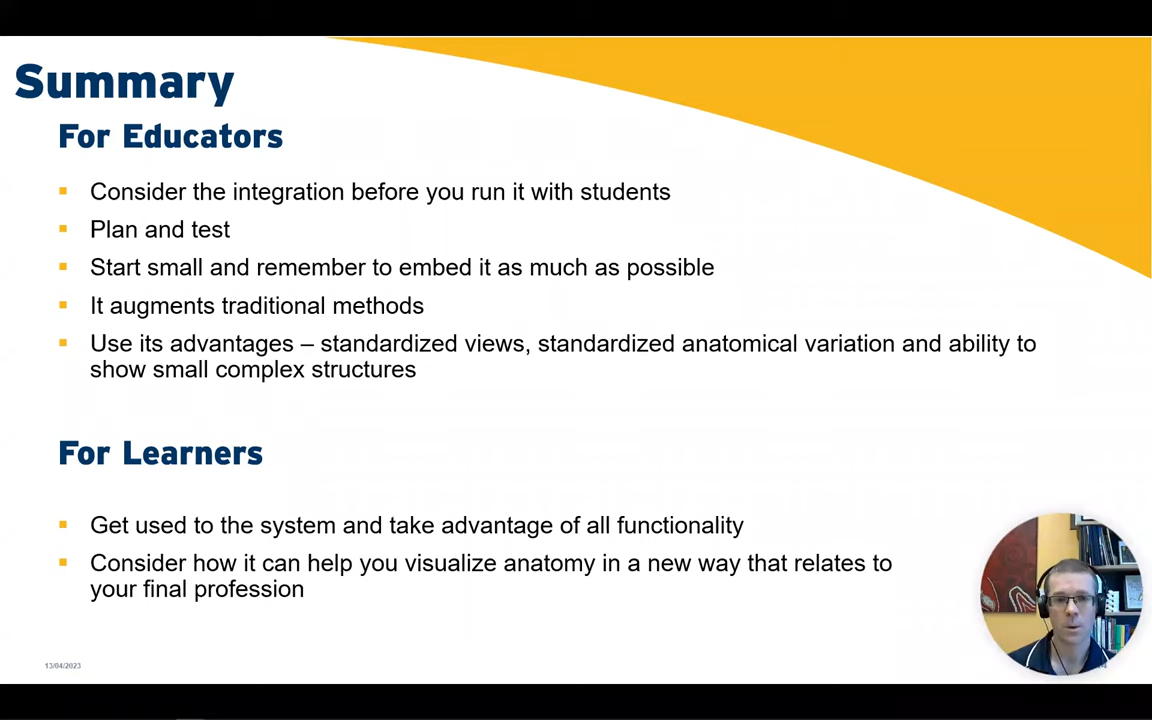 Summary
For Educators
Consider the integration before you run it with students
Plan and test
Start small and remember to embed it as much as possible
It augments traditional methods
Use its advantages – standardized views, standardized anatomical variation and ability to
show small complex structures
For Learners
Get used to the system and take advantage of all functionality
Consider how it can help you visualize anatomy in a new way that relates to
your final profession
13/04/2023